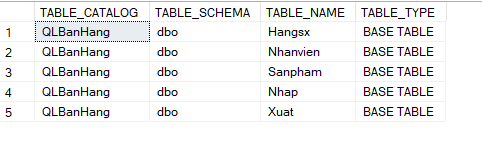 TABLE_CATALOG TABLE_SCHEMA TABLE_NAME TABLE_TYPE
1 QLBanHang dbo Hangsx BASE TABLE
2 QLBanHang dbo Nhanvien BASE TABLE
3 QLBanHang dbo Sanpham BASE TABLE
4 QLBanHang dbo Nhap BASE TABLE
5 QLBanHang dbo Xuat BASE TABLE